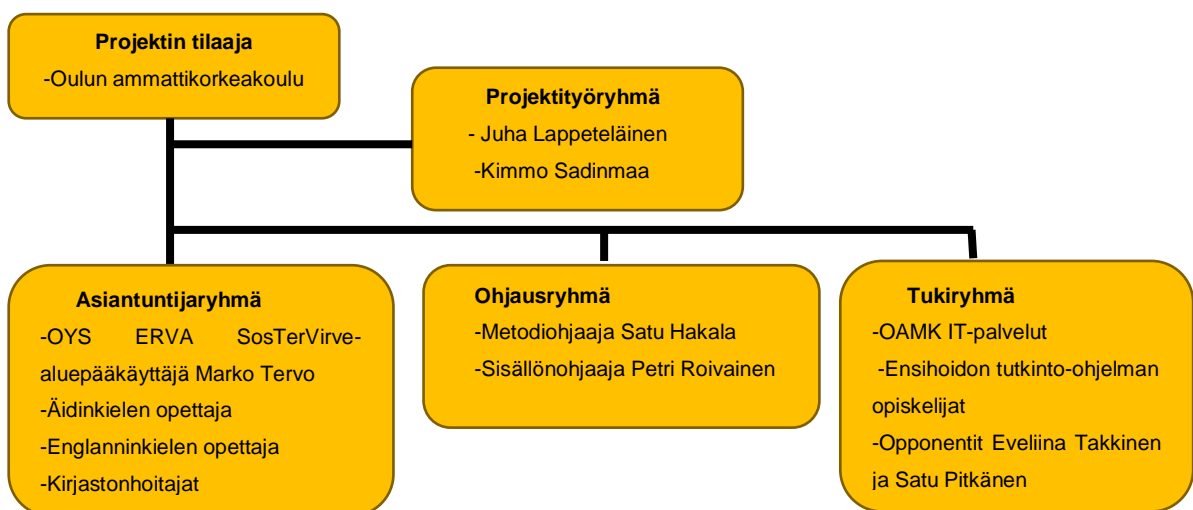 Projektin tilaaja
-Oulun ammattikorkeakoulu
Projektityöryhmä
- Juha Lappeteläinen
-Kimmo Sadinmaa
Asiantuntijaryhmä
-OYS ERVA SosTerVirve-
aluepääkäyttäjä Marko Tervo
-Äidinkielen opettaja
-Englanninkielen opettaja
-Kirjastonhoitajat
Ohjausryhmä
-Metodiohjaaja Satu Hakala
-Sisällönohjaaja Petri Roivainen
Tukiryhmä
-OAMK IT-palvelut
-Ensihoidon tutkinto-ohjelman
opiskelijat
-Opponentit Eveliina Takkinen
ja Satu Pitkänen